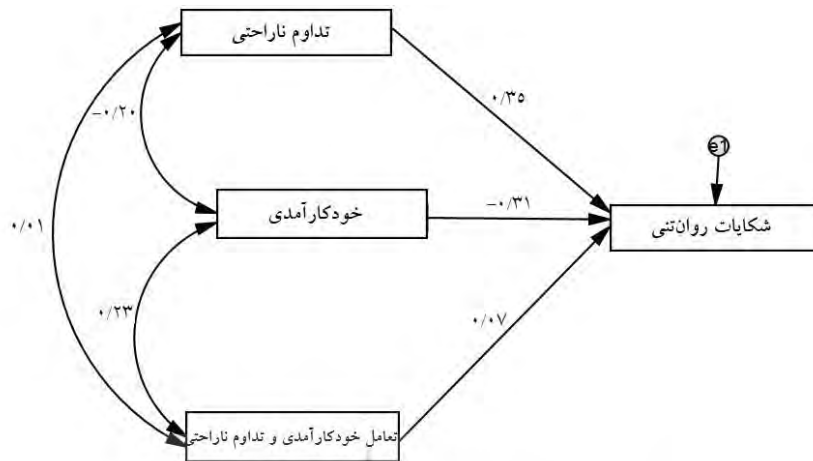 تداوم ناراحتی
۰/۳۵
-۰/۲۰
e1
خودکارآمدی
-۰/۳۱
شکایات روان‌تنی
۰/۰۱
۰/۲۳
۰/۰۷
تعامل خودکارآمدی و تداوم ناراحتی